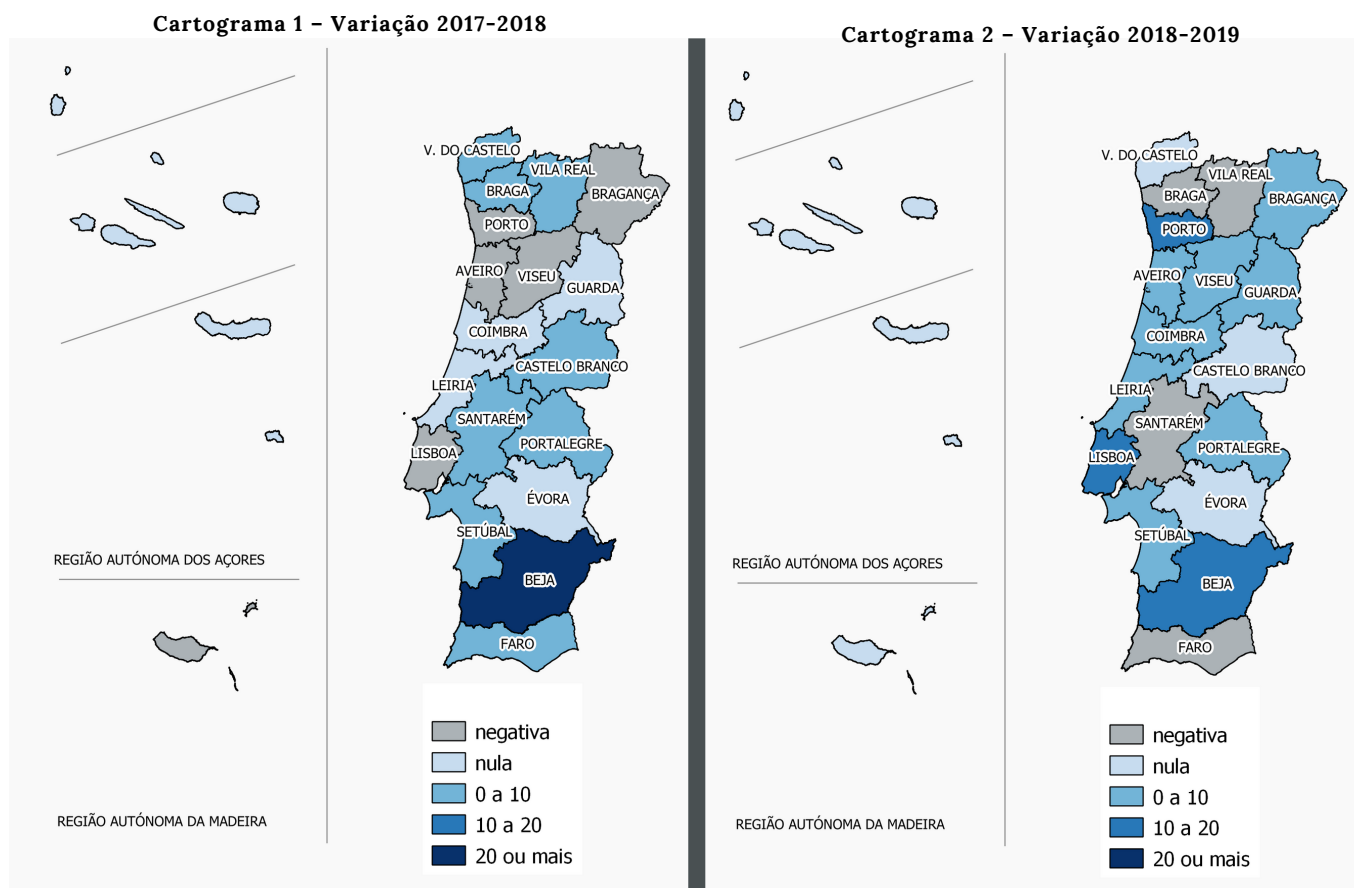 Cartograma 1 – Variação 2017-2018
V. DO CASTELO
VILA REAL
BRAGA
BRAGANÇA
PORTO
AVEIRO
VISEU
GUARDA
COIMBRA
CASTELO BRANCO
LEIRIA
SANTARÉM
LISBOA
PORTALEGRE
ÉVORA
SETÚBAL
BEJA
FARO
REGIÃO AUTÓNOMA DOS AÇORES
REGIÃO AUTÓNOMA DA MADEIRA
negativa
nula
0 a 10
10 a 20
20 ou mais
Cartograma 2 – Variação 2018-2019
V. DO CASTELO
VILA REAL
BRAGA
BRAGANÇA
PORTO
AVEIRO
VISEU
GUARDA
COIMBRA
CASTELO BRANCO
LEIRIA
SANTARÉM
LISBOA
PORTALEGRE
ÉVORA
SETÚBAL
BEJA
FARO
REGIÃO AUTÓNOMA DOS AÇORES
REGIÃO AUTÓNOMA DA MADEIRA
negativa
nula
0 a 10
10 a 20
20 ou mais